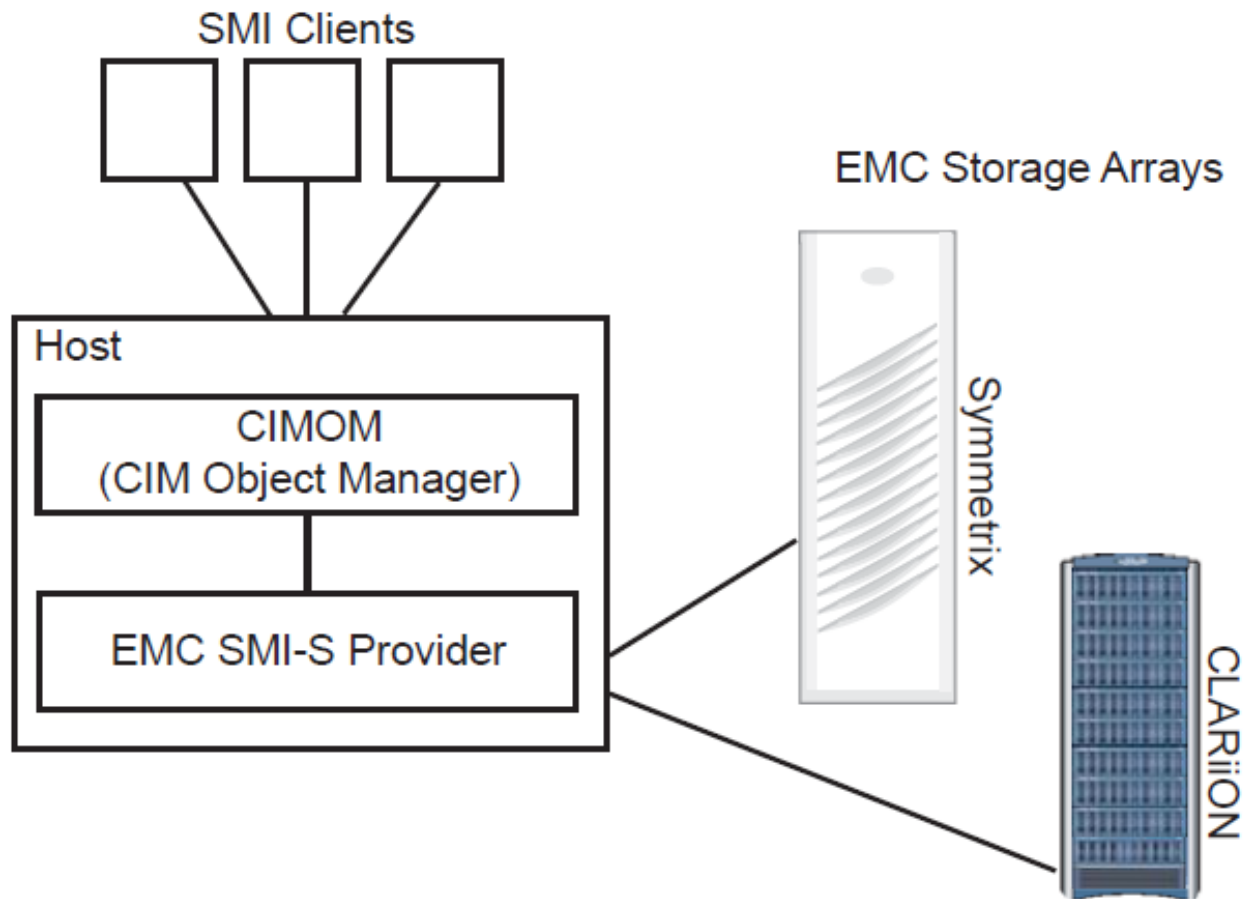 SMI Clients
EMC Storage Arrays
Host
CIMOM
(CIM Object Manager)
EMC SMI-S Provider
Symmetrix
CLARiiON